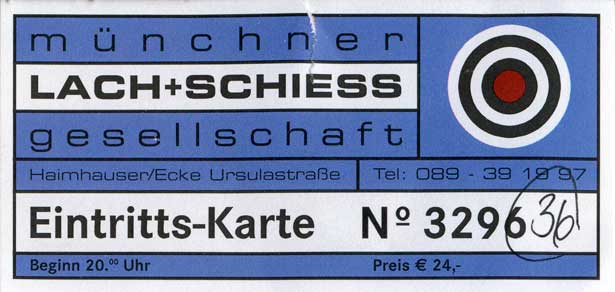 münchner
LACH+SCHIESS
gesellschaft
Haimhauser/Ecke Ursulastraße Tel: 089 - 39 19 97
Eintritts-Karte Nº 3296 36
Beginn 20.⁰⁰ Uhr Preis € 24,-